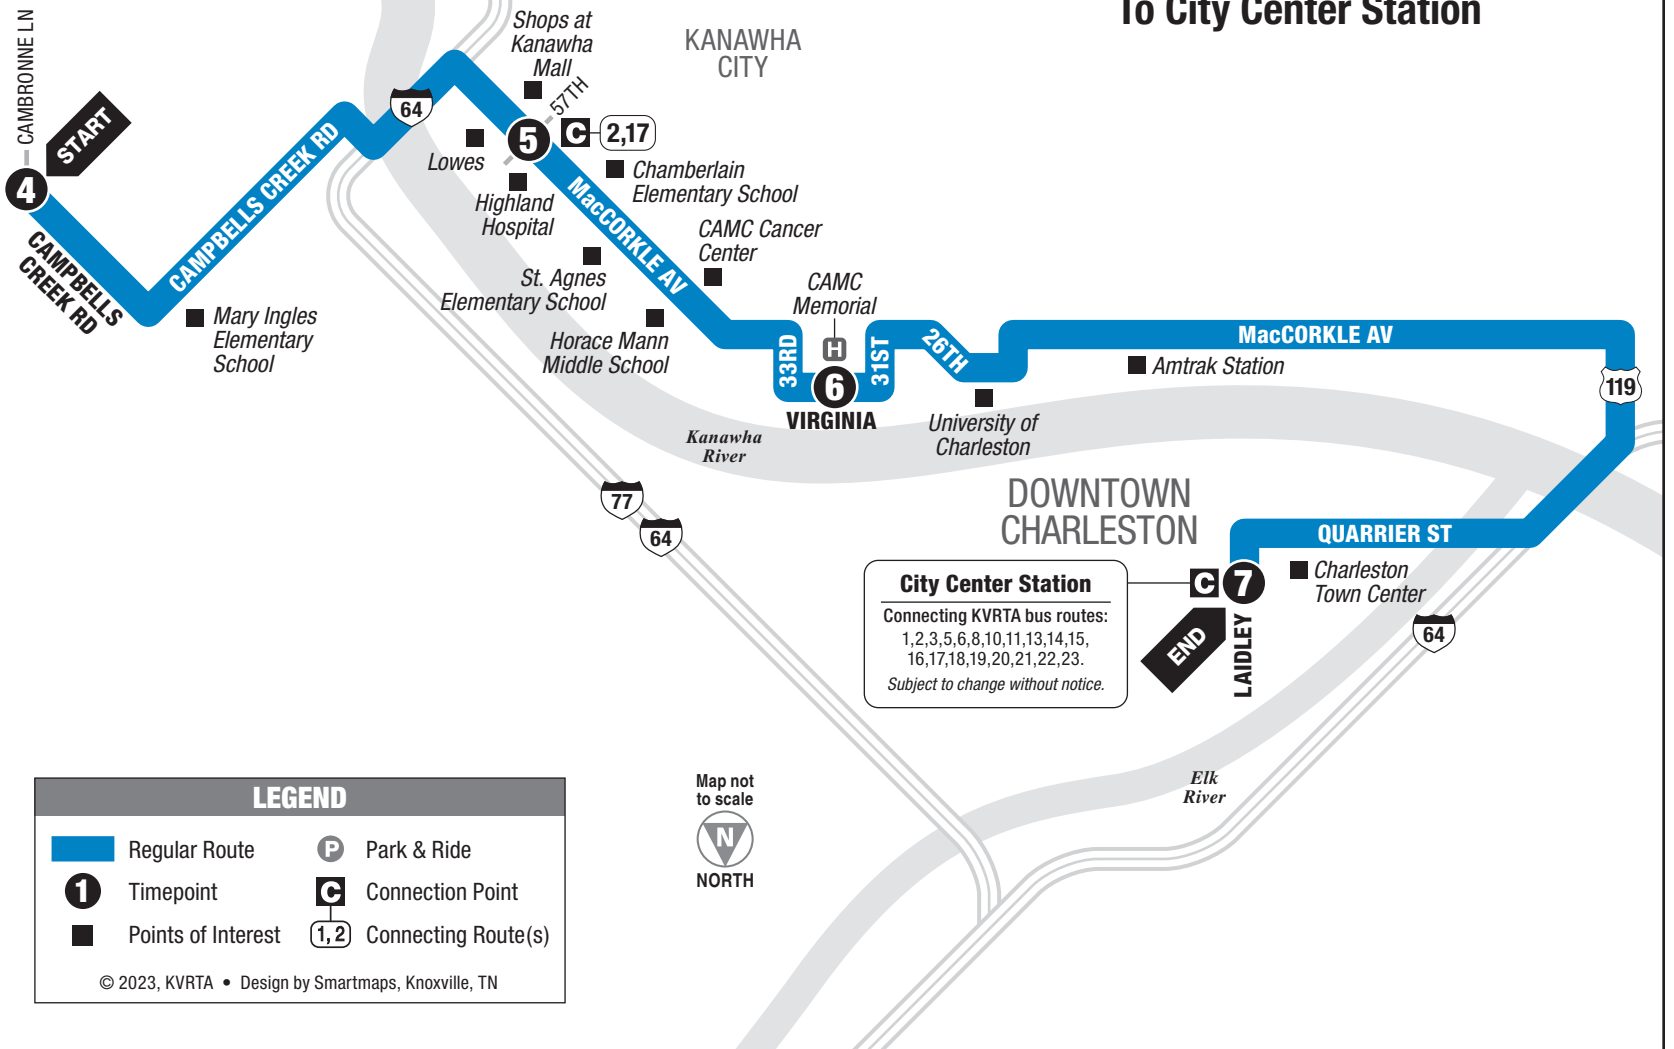 To City Center Station
CAMBRONNE LN
START
4
CAMPBELLS
CREEK RD
CAMPBELLS CREEK RD
Mary Ingles
Elementary
School
64
Shops at
Kanawha
Mall
57TH
KANAWHA
CITY
5
C
2,17
Lowes
Highland
Hospital
Chamberlain
Elementary School
MacCORKLE AV
CAMC Cancer
Center
St. Agnes
Elementary School
Horace Mann
Middle School
CAMC
Memorial
H
33RD
6
31ST
VIRGINIA
26TH
University of
Charleston
MacCORKLE AV
Amtrak Station
119
Kanawha
River
77
64
DOWNTOWN
CHARLESTON
QUARRIER ST
City Center Station
Connecting KVRTA bus routes:
1,2,3,5,6,8,10,11,13,14,15,
16,17,18,19,20,21,22,23.
Subject to change without notice.
C
7
Charleston
Town Center
END
LAIDLEY
64
Elk
River
Map not
to scale
N
NORTH
LEGEND
Regular Route
P Park & Ride
1 Timepoint
C Connection Point
Points of Interest
1, 2 Connecting Route(s)
© 2023, KVRTA • Design by Smartmaps, Knoxville, TN